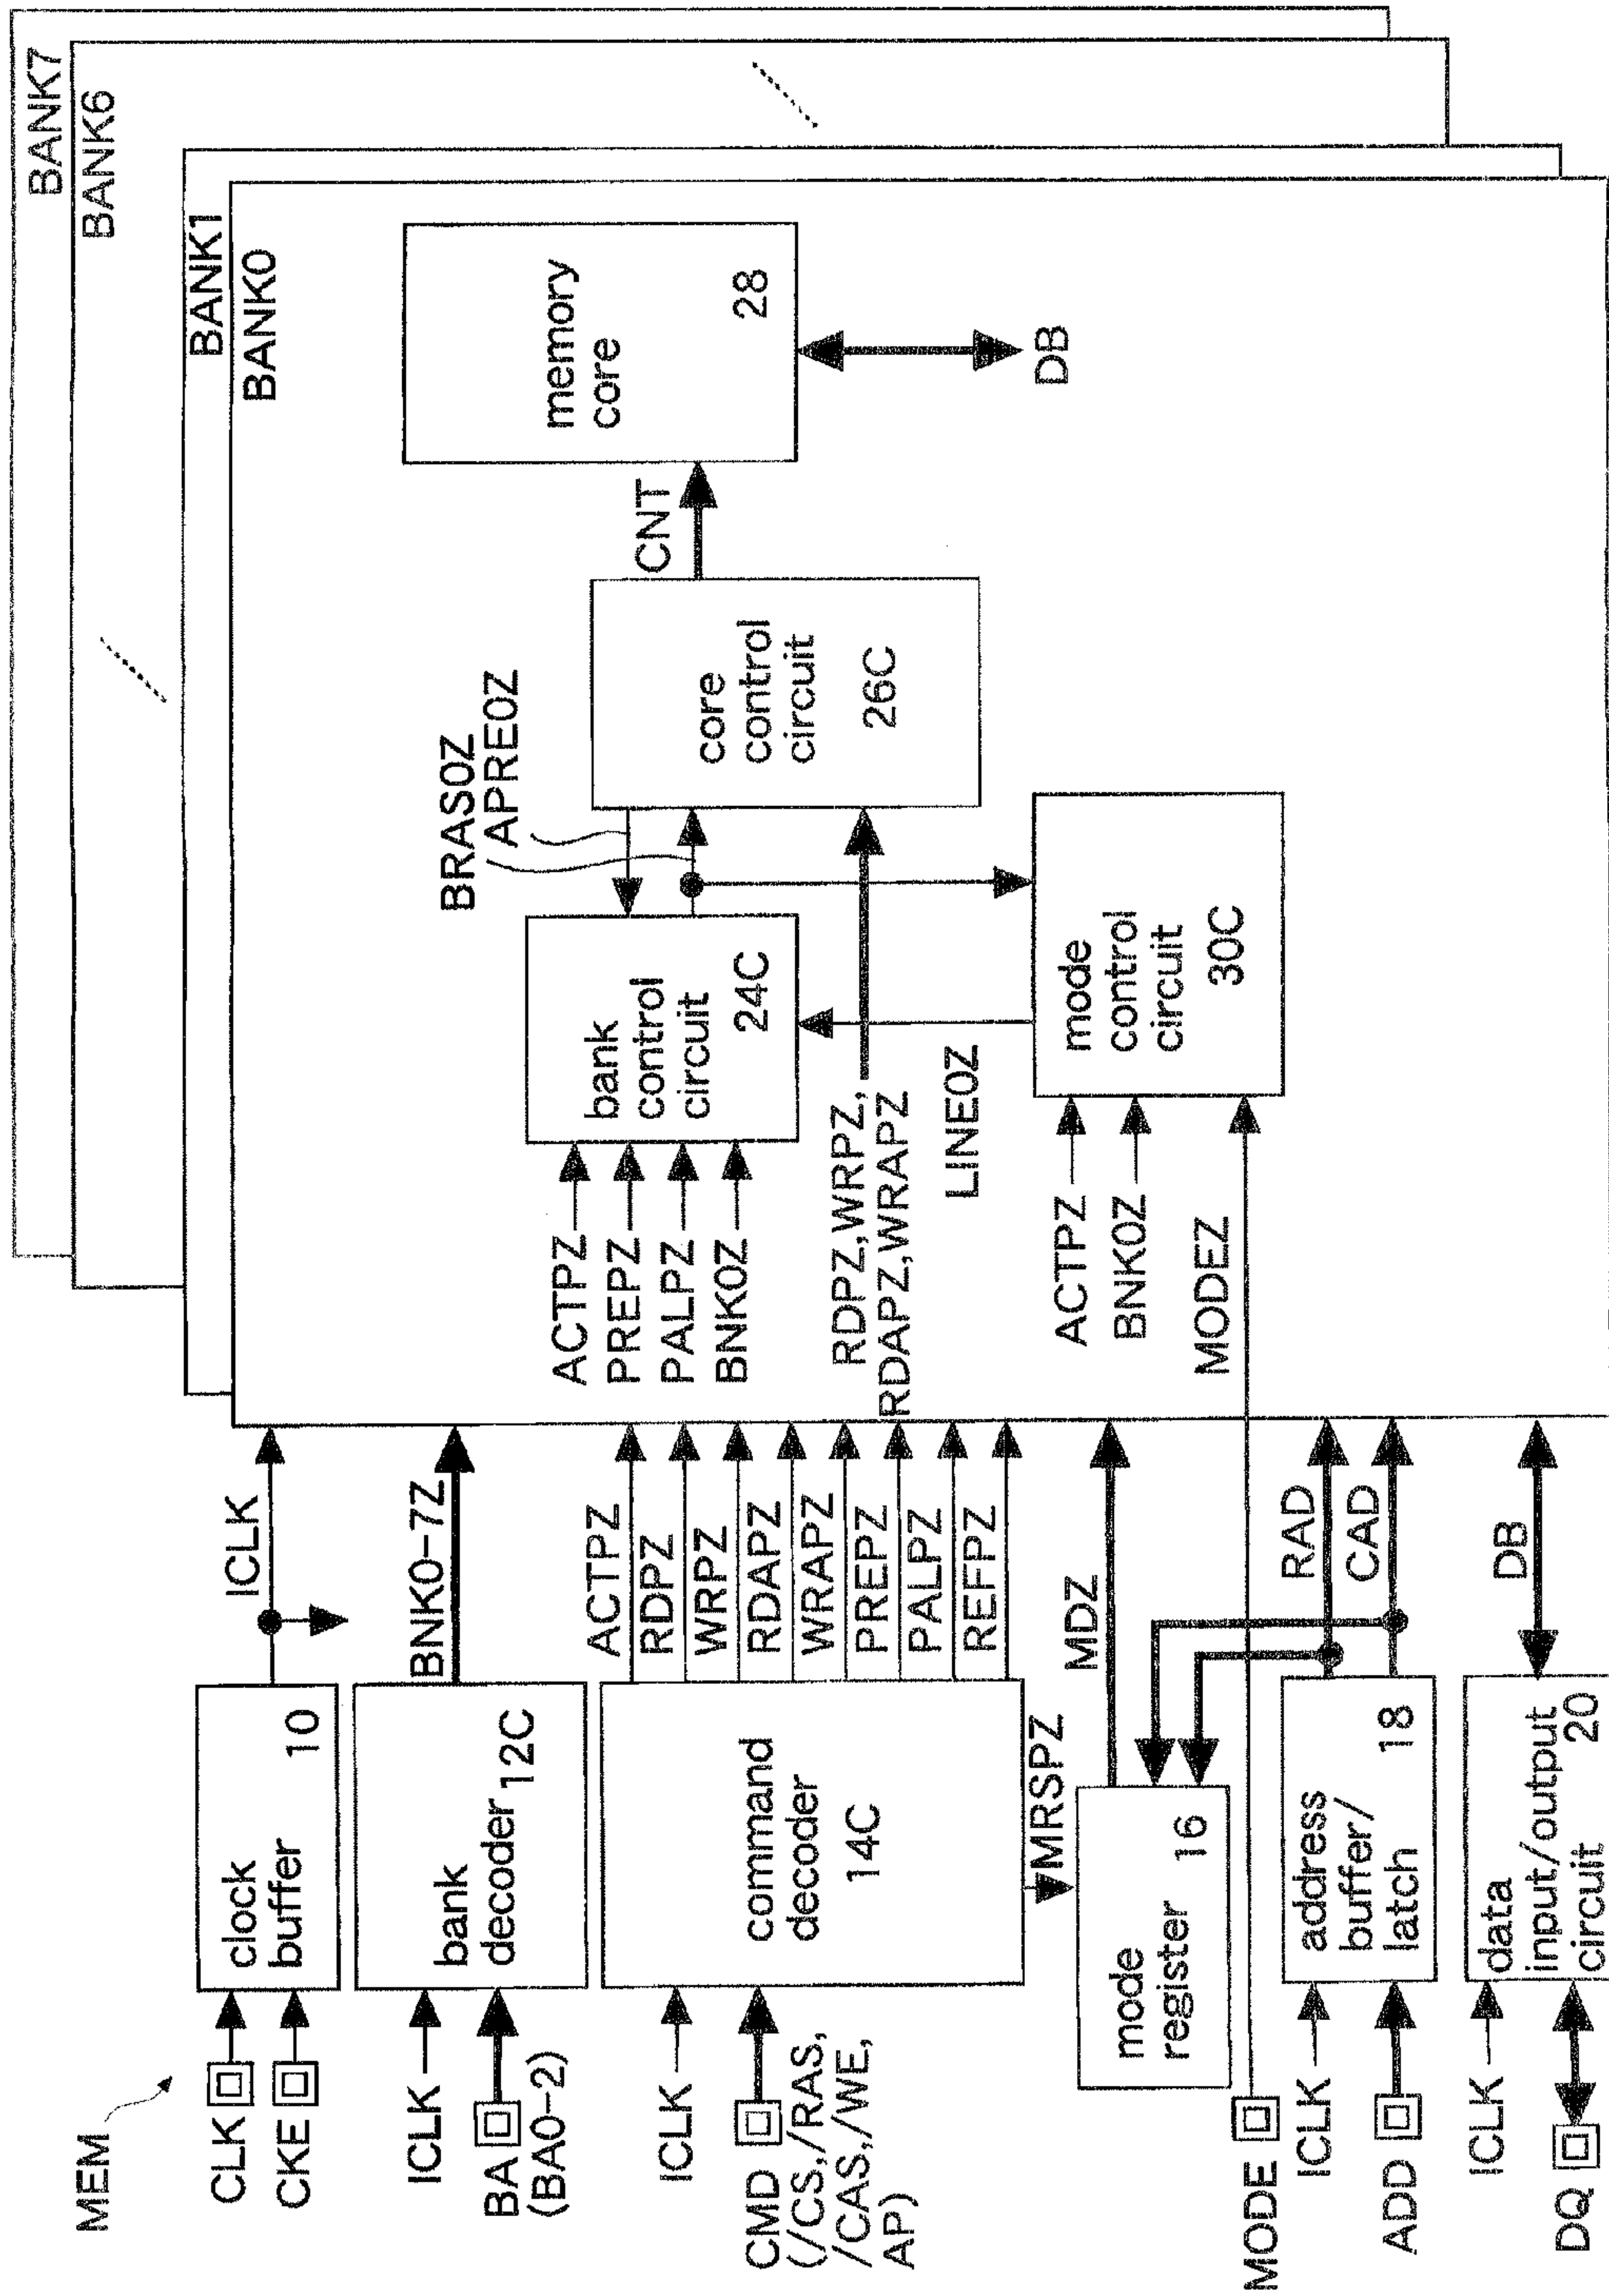 MEM
CLK
CKE
clock
buffer 10
ICLK
ICLK
BA
(BA0-2)
bank
decoder 12C
BNK0-7Z
ICLK
CMD
(/CS,/RAS,
/CAS,/WE,
AP)
command
decoder
14C
ACTPZ
RDPZ
WRPZ
RDAPZ
WRAPZ
PREPZ
PALPZ
REFPZ
MRSPZ
mode
register 16
MDZ
MODE
ICLK
ADD
address
buffer/
latch 18
RAD
CAD
ICLK
DQ
data
input/output
circuit 20
DB
BANK7
BANK6
BANK1
BANK0
ACTPZ
PREPZ
PALPZ
BNK0Z
bank
control
circuit
24C
BRAS0Z
APRE0Z
RDPZ,WRPZ,
RDAPZ,WRAPZ
LINE0Z
core
control
circuit
26C
CNT
memory
core
28
DB
ACTPZ
BNK0Z
MODEZ
mode
control
circuit
30C